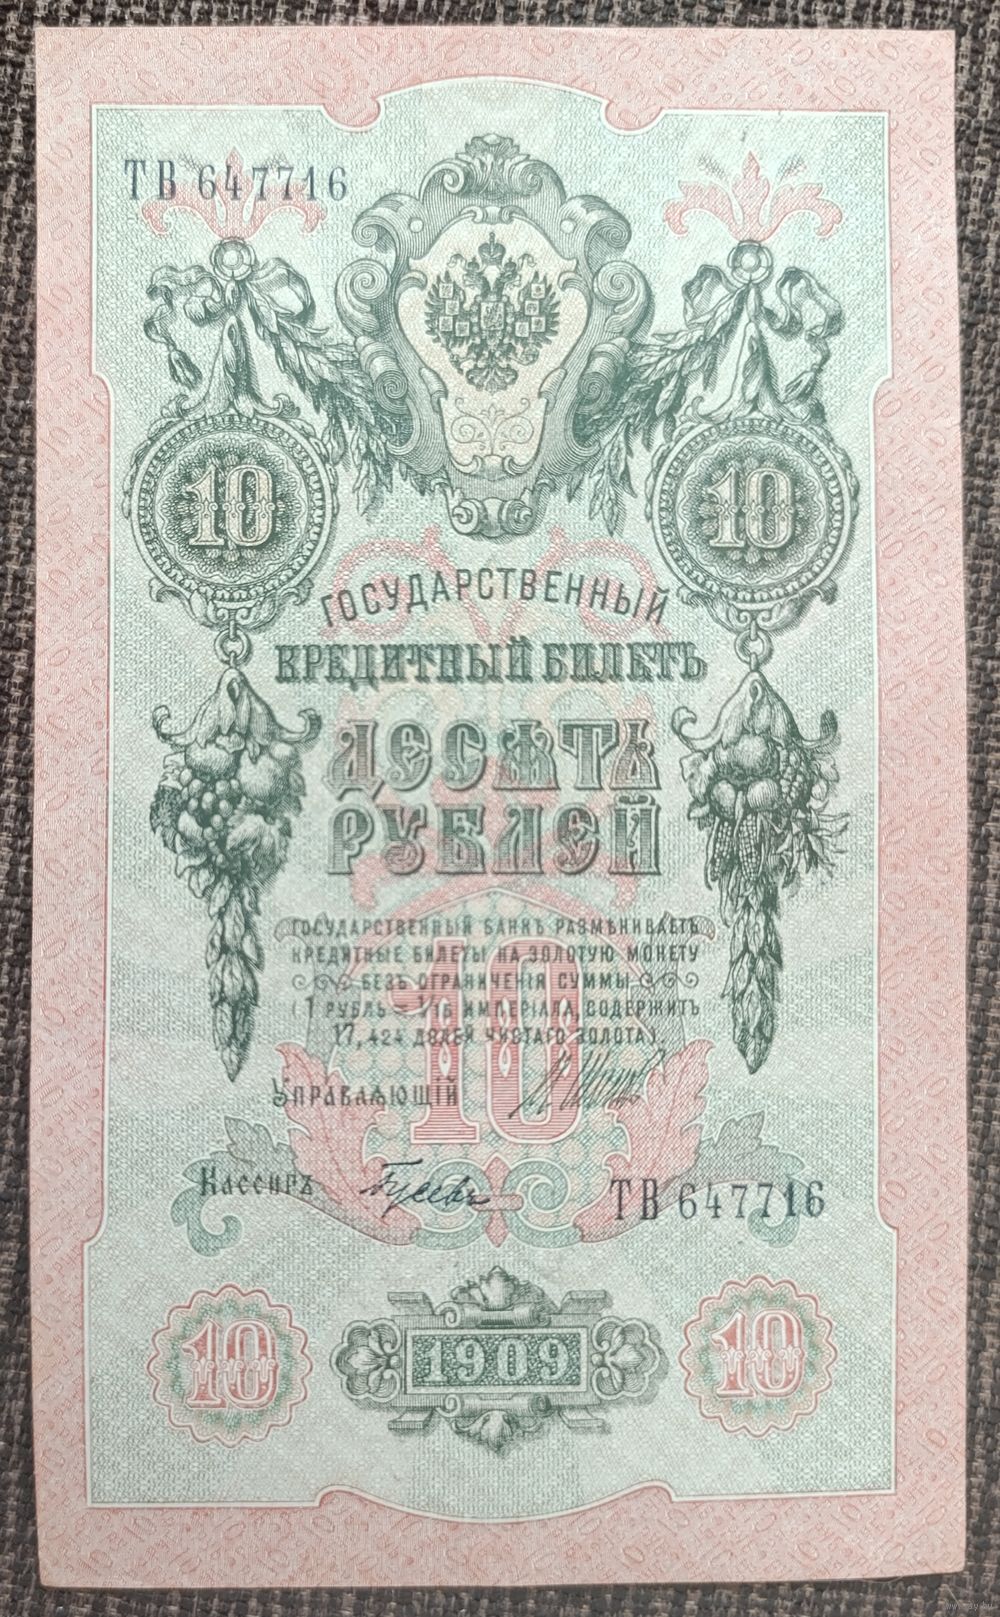 ТВ 647716
10 10
ГОСУДАРСТВЕННЫЙ
КРЕДИТНЫЙ БИЛЕТЪ
ДЕСЯТЬ
РУБЛЕЙ
ГОСУДАРСТВЕННЫЙ БАНКЪ РАЗМѢНИВАЕТЪ
КРЕДИТНЫЕ БИЛЕТЫ НА ЗОЛОТУЮ МОНЕТУ
БЕЗЪ ОГРАНИЧЕНІЯ СУММЫ
(1 РУБЛЬ = 1/15 ИМПЕРІАЛА, СОДЕРЖИТЪ
17,424 ДОЛЕЙ ЧИСТАГО ЗОЛОТА).
10
УПРАВЛЯЮЩІЙ
Кассиръ Гусевъ
ТВ 647716
10 1909 10